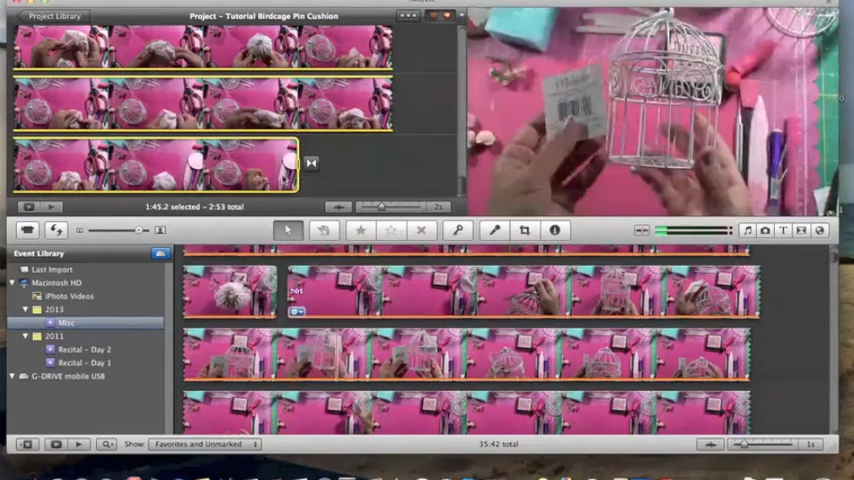 Project Library
Project - Tutorial Birdcage Pin Cushion
1:45.2 selected - 2:53 total
2s
Event Library
Last Import
Macintosh HD
iPhoto Videos
2013
Misc
2011
Recital - Day 2
Recital - Day 1
G-DRIVE mobile USB
Show:
Favorites and Unmarked
35:42 total
1s